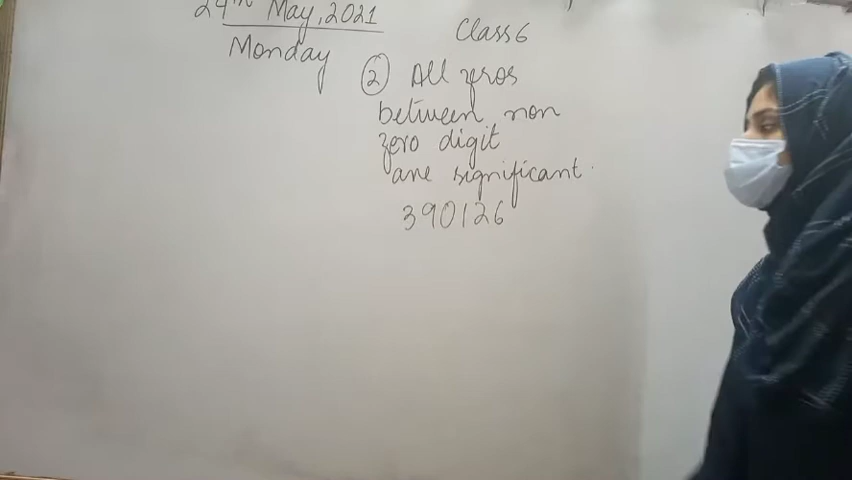 24th May, 2021
Class 6
Monday
② All zeros
between non
zero digit
are significant.
390126